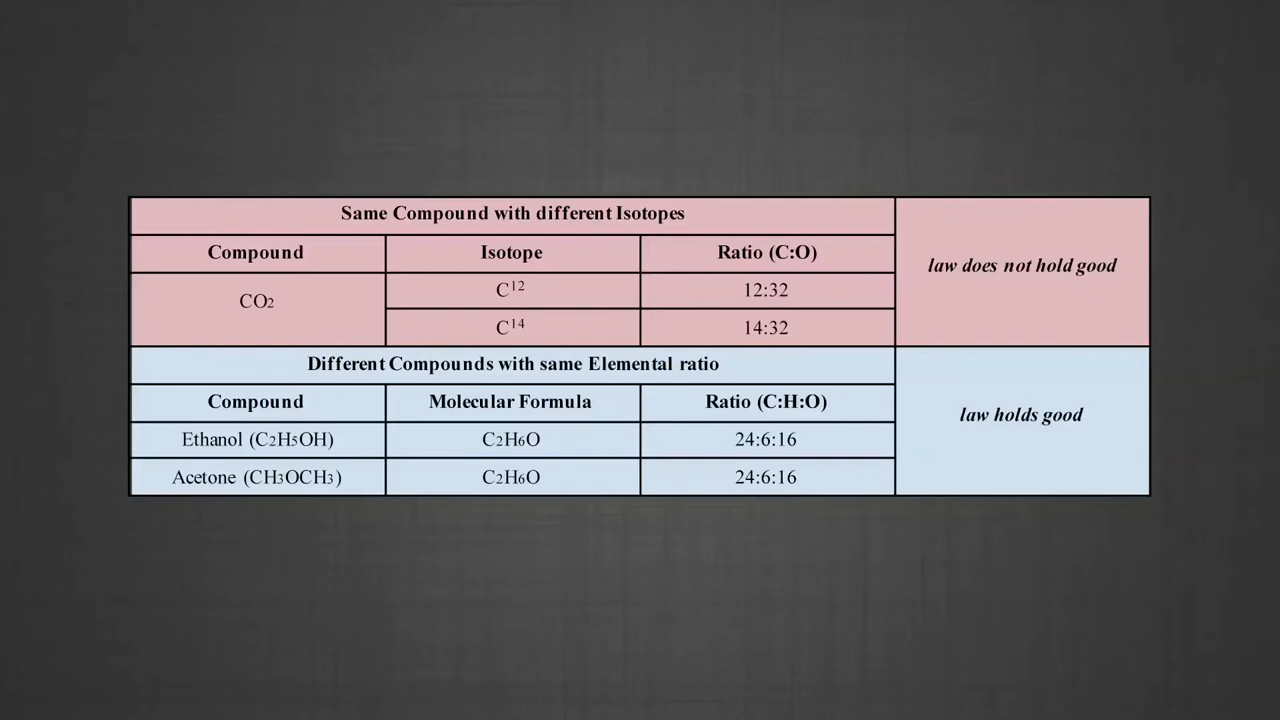 Same Compound with different Isotopes
law does not hold good
Compound Isotope Ratio (C:O)
CO2
C¹² 12:32
C¹⁴ 14:32
Different Compounds with same Elemental ratio
law holds good
Compound Molecular Formula Ratio (C:H:O)
Ethanol (C2H5OH) C2H6O 24:6:16
Acetone (CH3OCH3) C2H6O 24:6:16